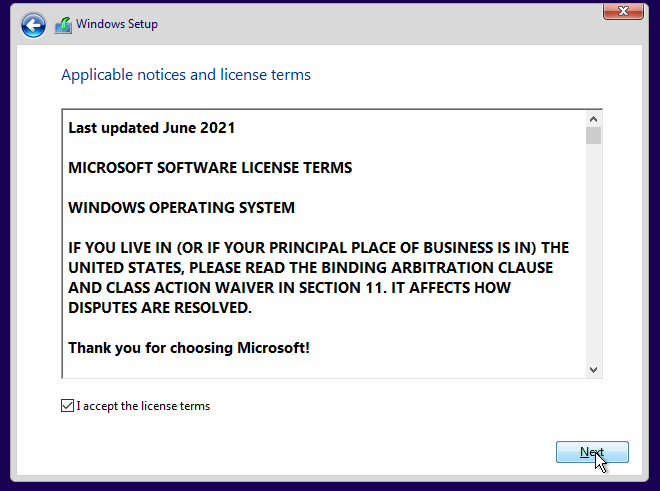 Windows Setup
Applicable notices and license terms
Last updated June 2021
MICROSOFT SOFTWARE LICENSE TERMS
WINDOWS OPERATING SYSTEM
IF YOU LIVE IN (OR IF YOUR PRINCIPAL PLACE OF BUSINESS IS IN) THE
UNITED STATES, PLEASE READ THE BINDING ARBITRATION CLAUSE
AND CLASS ACTION WAIVER IN SECTION 11. IT AFFECTS HOW
DISPUTES ARE RESOLVED.
Thank you for choosing Microsoft!
I accept the license terms
Next